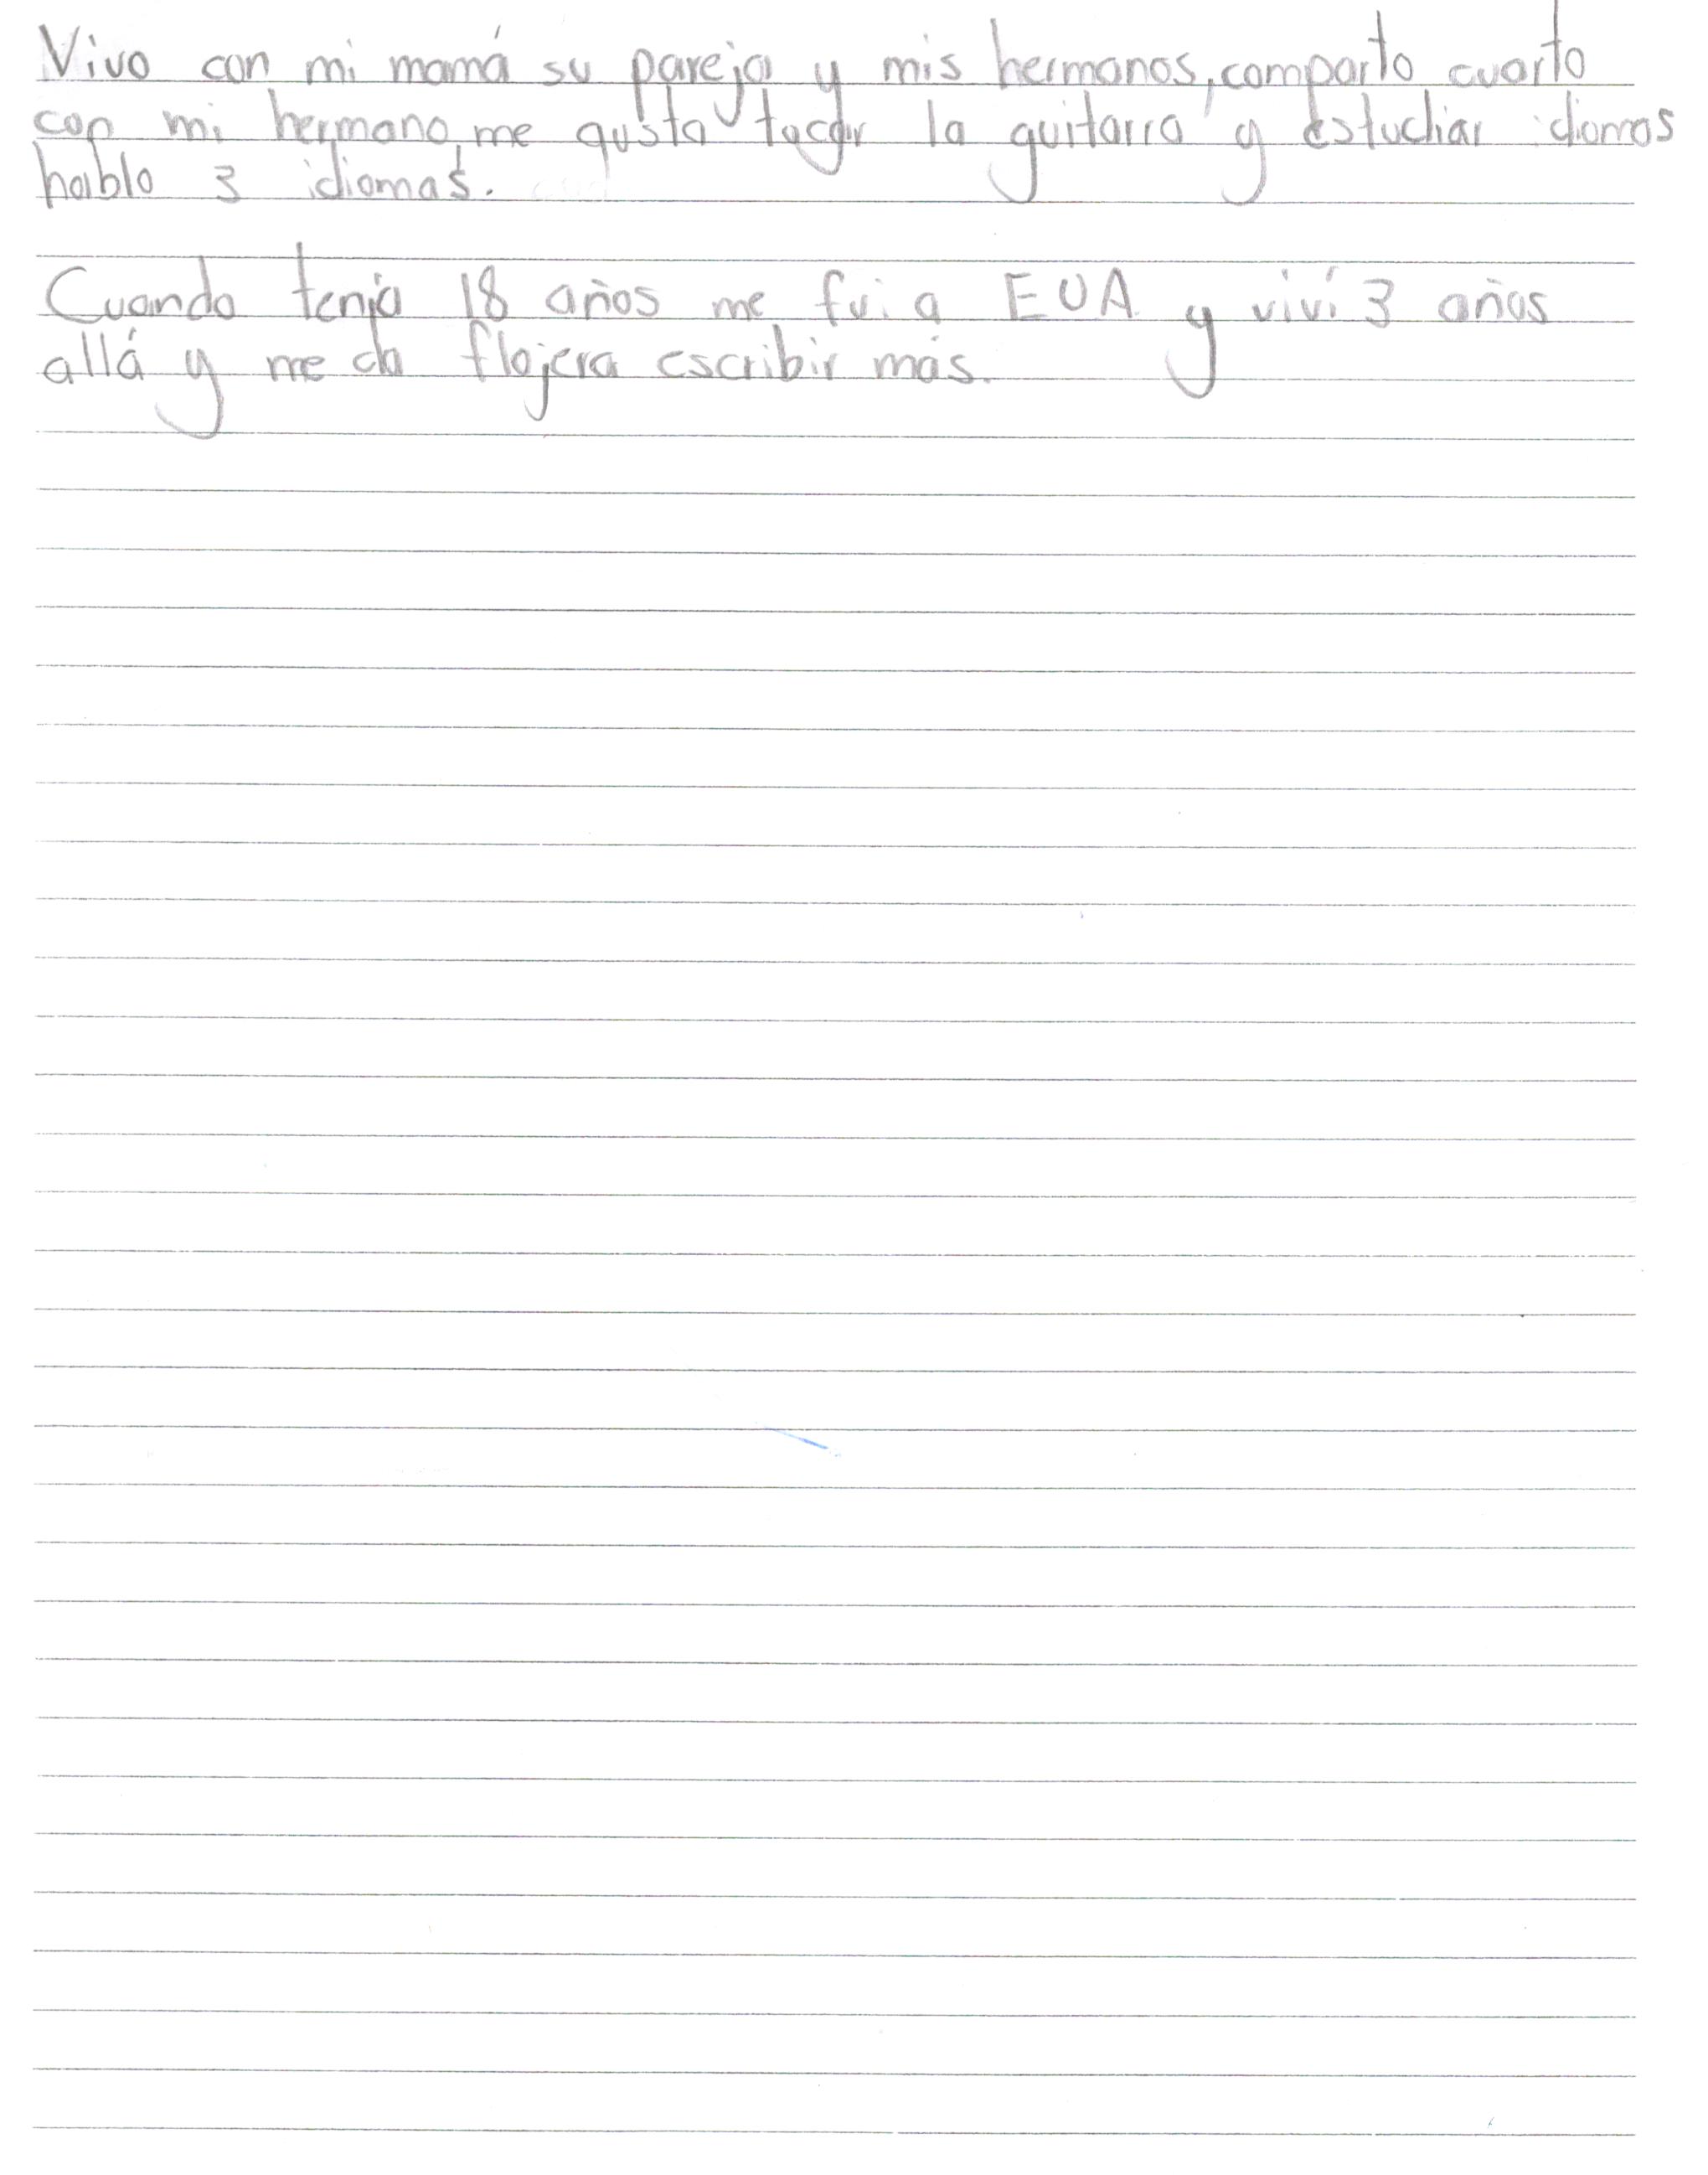 Vivo con mi mamá su pareja y mis hermanos, comparto cuarto
con mi hermano, me gusta tocar la guitarra y estudiar idiomas
hablo 3 idiomas.
Cuando tenía 18 años me fui a EUA y viví 3 años
allá y me da flojera escribir más.